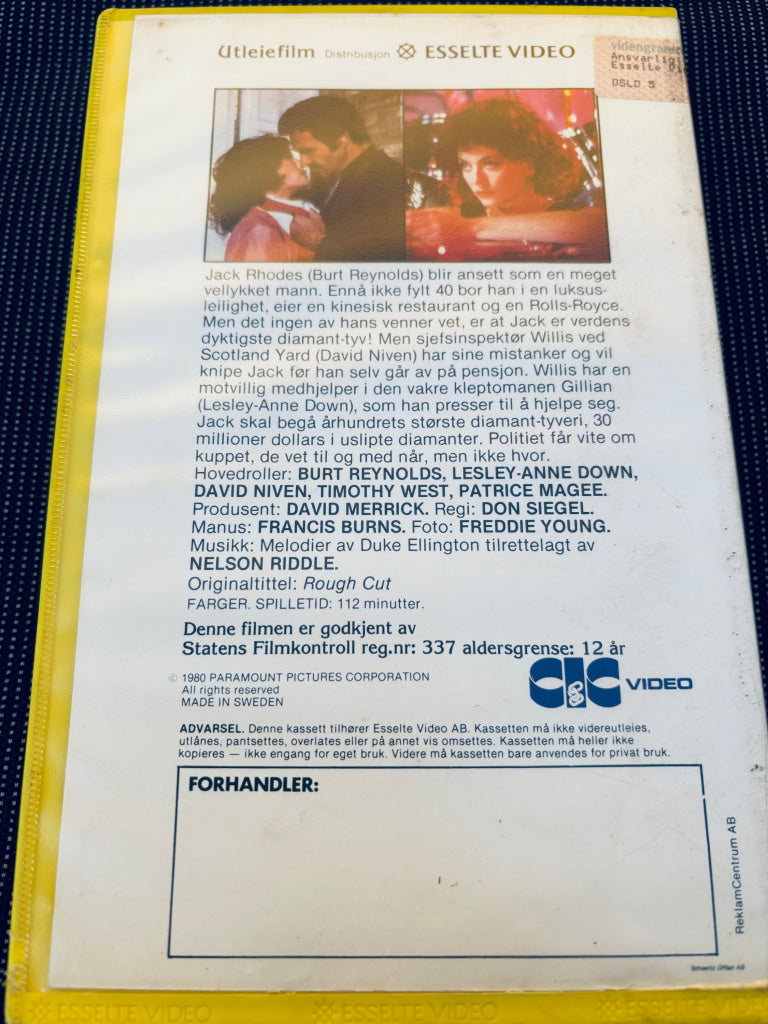 Utleiefilm Distribusjon ESSELTE VIDEO
videogram
Ansvarlig
Esselte
OSLO 5
Jack Rhodes (Burt Reynolds) blir ansett som en meget
vellykket mann. Ennå ikke fylt 40 bor han i en luksus-
leilighet, eier en kinesisk restaurant og en Rolls-Royce.
Men det ingen av hans venner vet, er at Jack er verdens
dyktigste diamant-tyv! Men sjefsinspektør Willis ved
Scotland Yard (David Niven) har sine mistanker og vil
knipe Jack før han selv går av på pensjon. Willis har en
motvillig medhjelper i den vakre kleptomanen Gillian
(Lesley-Anne Down), som han presser til å hjelpe seg.
Jack skal begå århundrets største diamant-tyveri, 30
millioner dollars i uslipte diamanter. Politiet får vite om
kuppet, de vet til og med når, men ikke hvor.
Hovedroller: BURT REYNOLDS, LESLEY-ANNE DOWN,
DAVID NIVEN, TIMOTHY WEST, PATRICE MAGEE.
Produsent: DAVID MERRICK. Regi: DON SIEGEL.
Manus: FRANCIS BURNS. Foto: FREDDIE YOUNG.
Musikk: Melodier av Duke Ellington tilrettelagt av
NELSON RIDDLE.
Originaltittel: Rough Cut
FARGER. SPILLETID: 112 minutter.
Denne filmen er godkjent av
Statens Filmkontroll reg.nr: 337 aldersgrense: 12 år
© 1980 PARAMOUNT PICTURES CORPORATION
All rights reserved
MADE IN SWEDEN
CIC VIDEO
ADVARSEL. Denne kassett tilhører Esselte Video AB. Kassetten må ikke videreutleies,
utlånes, pantsettes, overlates eller på annet vis omsettes. Kassetten må heller ikke
kopieres — ikke engang for eget bruk. Videre må kassetten bare anvendes for privat bruk.
FORHANDLER:
ReklamCentrum AB
Schweitz Offset AB
ESSELTE VIDEO ESSELTE VIDEO ESSELTE VIDEO